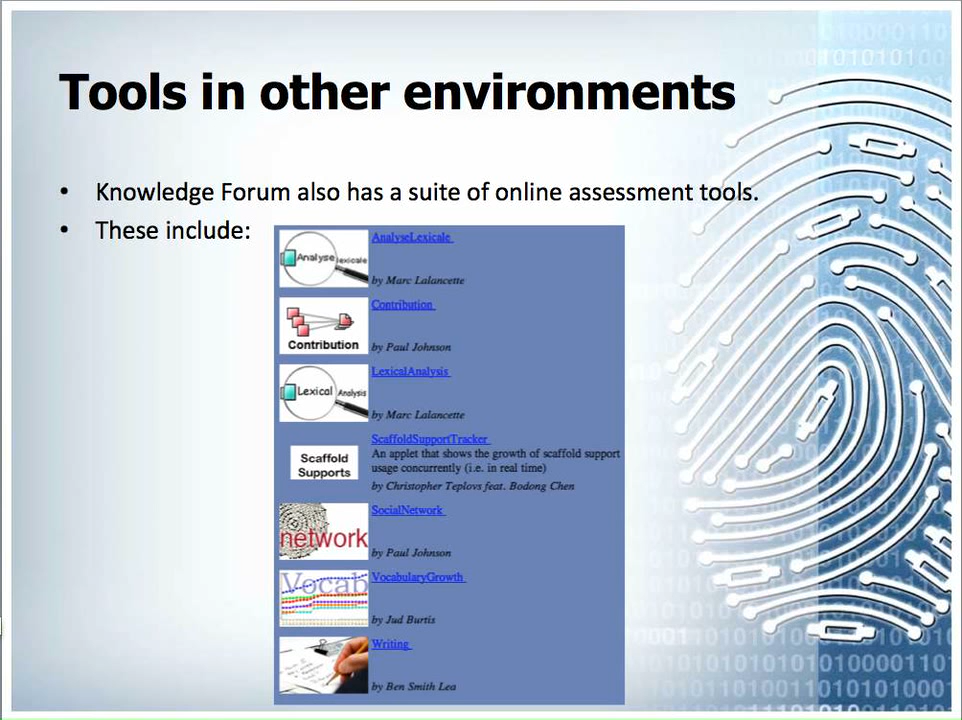 Tools in other environments
• Knowledge Forum also has a suite of online assessment tools.
• These include:
Analyse lexicale
AnalyseLexicale
by Marc Lalancette
Contribution
Contribution
by Paul Johnson
Lexical Analysis
LexicalAnalysis
by Marc Lalancette
Scaffold
Supports
ScaffoldSupportTracker
An applet that shows the growth of scaffold support
usage concurrently (i.e. in real time)
by Christopher Teplovs feat. Bodong Chen
network
SocialNetwork
by Paul Johnson
Vocab
VocabularyGrowth
by Jud Burtis
Writing
by Ben Smith Lea